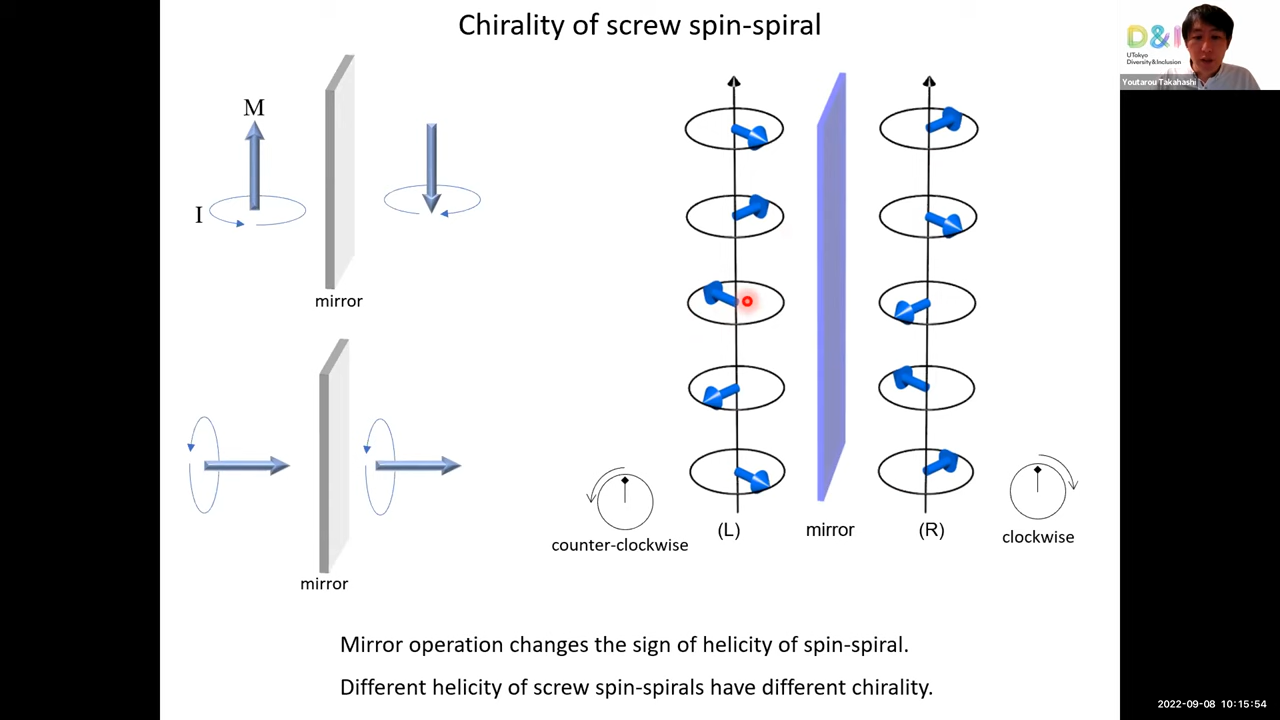 Chirality of screw spin-spiral
D&I
UTokyo
Diversity&Inclusion
Youtarou Takahashi
M
I
mirror
mirror
counter-clockwise
(L)
mirror
(R)
clockwise
Mirror operation changes the sign of helicity of spin-spiral.
Different helicity of screw spin-spirals have different chirality.
2022-09-08 10:15:54